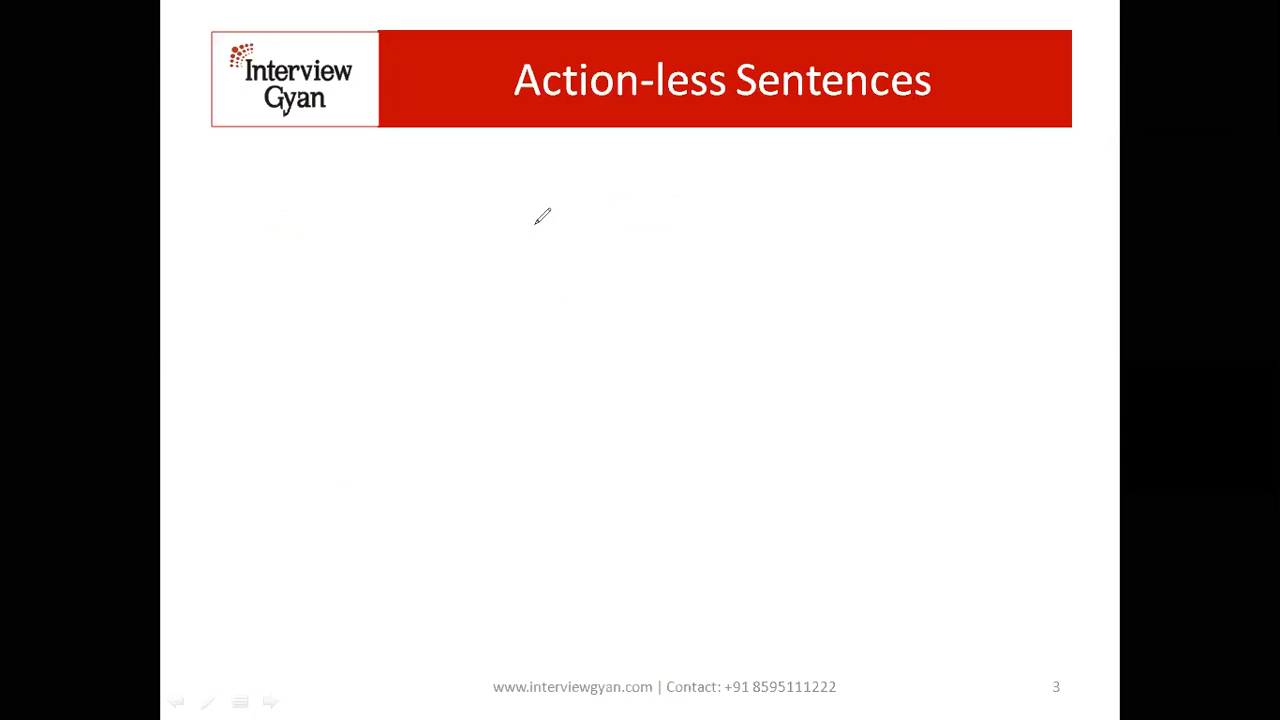 Interview
Gyan
Action-less Sentences
www.interviewgyan.com | Contact: +91 8595111222
3